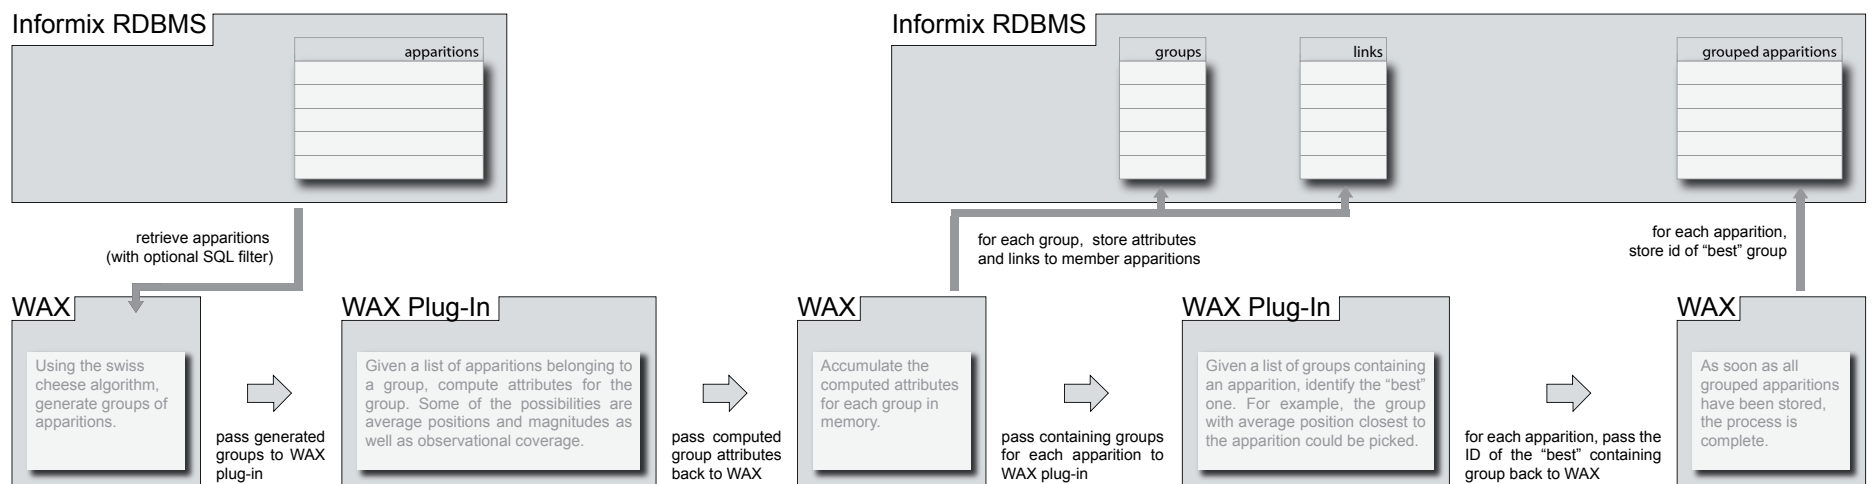 Informix RDBMS
apparitions
Informix RDBMS
groups
links
grouped apparitions
retrieve apparitions
(with optional SQL filter)
for each group, store attributes
and links to member apparitions
for each apparition,
store id of “best” group
WAX
Using the swiss
cheese algorithm,
generate groups of
apparitions.
pass generated
groups to WAX
plug-in
WAX Plug-In
Given a list of apparitions belonging to
a group, compute attributes for the
group. Some of the possibilities are
average positions and magnitudes as
well as observational coverage.
pass computed
group attributes
back to WAX
WAX
Accumulate the
computed attributes
for each group in
memory.
pass containing groups
for each apparition to
WAX plug-in
WAX Plug-In
Given a list of groups containing
an apparition, identify the “best”
one. For example, the group
with average position closest to
the apparition could be picked.
for each apparition, pass the
ID of the “best” containing
group back to WAX
WAX
As soon as all
grouped apparitions
have been stored,
the process is
complete.